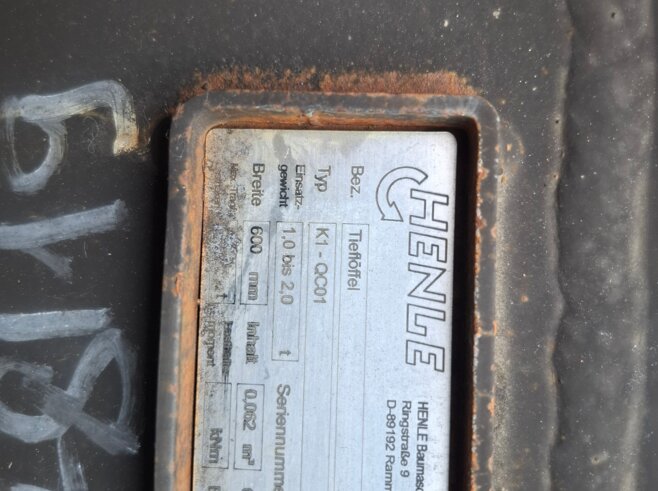 HENLE
HENLE Baumasc
Ringstraße 9
D-89192 Ramm
Bez. Tieflöffel
Typ K1 - QC01
Einsatz-
gewicht 1,0 bis 2,0 t Seriennumme
Breite 600 mm Inhalt 0,062 m³
kNm